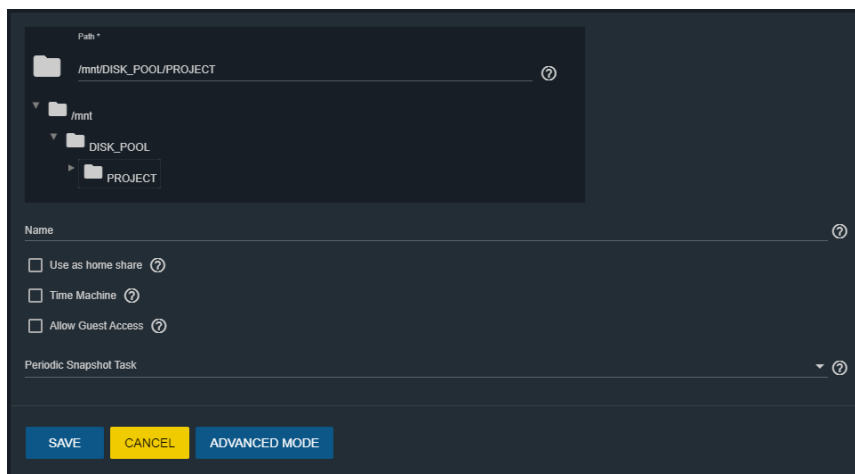 Path *
/mnt/DISK_POOL/PROJECT
/mnt
DISK_POOL
PROJECT
Name
Use as home share
Time Machine
Allow Guest Access
Periodic Snapshot Task
SAVE CANCEL ADVANCED MODE